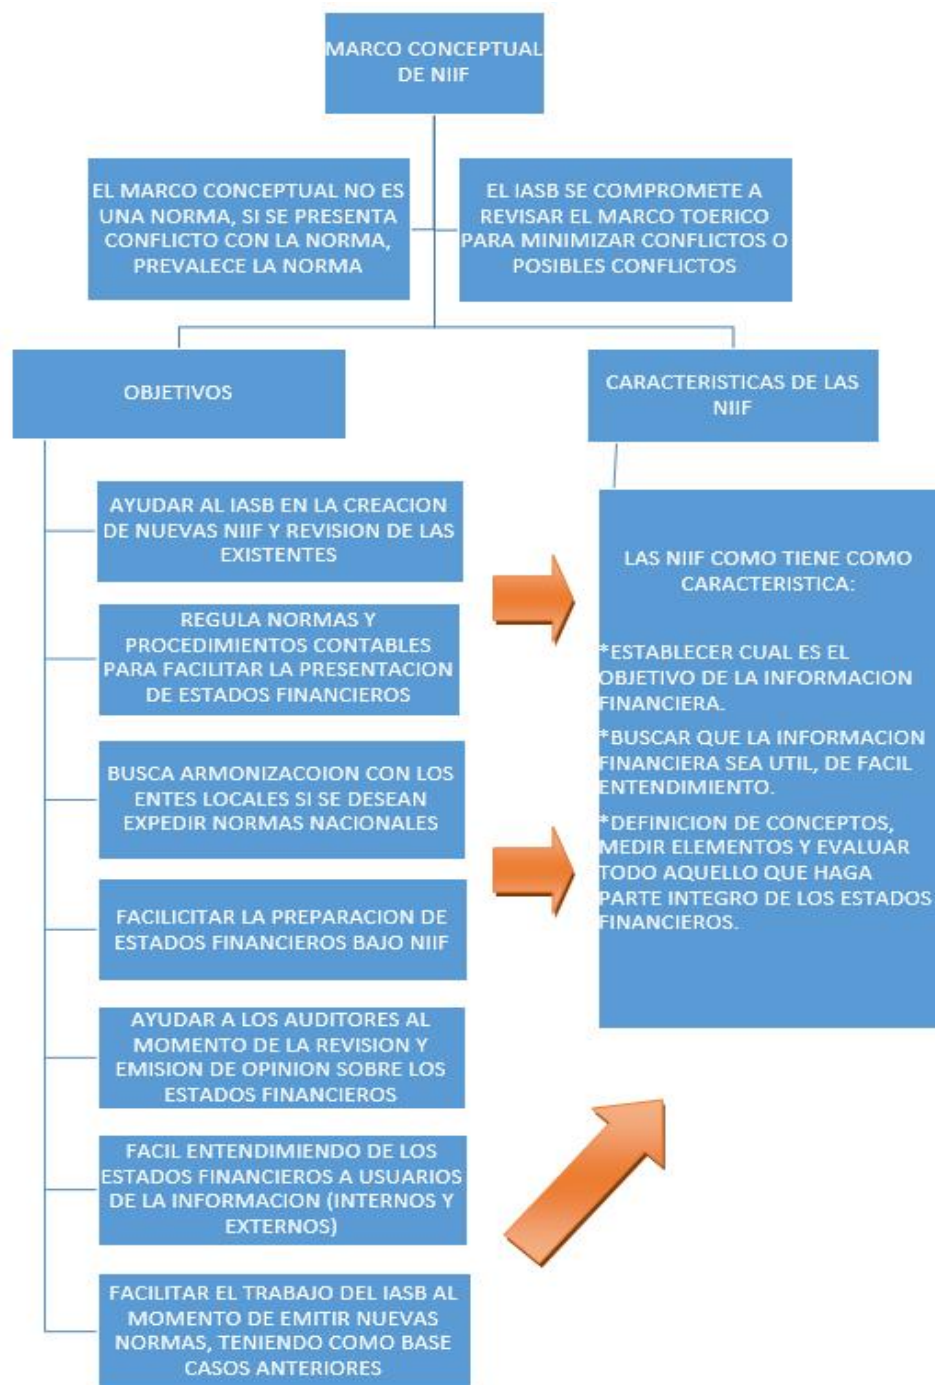 MARCO CONCEPTUAL
DE NIIF
EL MARCO CONCEPTUAL NO ES
UNA NORMA, SI SE PRESENTA
CONFLICTO CON LA NORMA,
PREVALECE LA NORMA
EL IASB SE COMPROMETE A
REVISAR EL MARCO TOERICO
PARA MINIMIZAR CONFLICTOS O
POSIBLES CONFLICTOS
OBJETIVOS
AYUDAR AL IASB EN LA CREACION
DE NUEVAS NIIF Y REVISION DE LAS
EXISTENTES
REGULA NORMAS Y
PROCEDIMIENTOS CONTABLES
PARA FACILITAR LA PRESENTACION
DE ESTADOS FINANCIEROS
BUSCA ARMONIZACOION CON LOS
ENTES LOCALES SI SE DESEAN
EXPEDIR NORMAS NACIONALES
FACILICITAR LA PREPARACION DE
ESTADOS FINANCIEROS BAJO NIIF
AYUDAR A LOS AUDITORES AL
MOMENTO DE LA REVISION Y
EMISION DE OPINION SOBRE LOS
ESTADOS FINANCIEROS
FACIL ENTENDIMIENDO DE LOS
ESTADOS FINANCIEROS A USUARIOS
DE LA INFORMACION (INTERNOS Y
EXTERNOS)
FACILITAR EL TRABAJO DEL IASB AL
MOMENTO DE EMITIR NUEVAS
NORMAS, TENIENDO COMO BASE
CASOS ANTERIORES
CARACTERISTICAS DE LAS
NIIF
LAS NIIF COMO TIENE COMO
CARACTERISTICA:
*ESTABLECER CUAL ES EL
OBJETIVO DE LA INFORMACION
FINANCIERA.
*BUSCAR QUE LA INFORMACION
FINANCIERA SEA UTIL, DE FACIL
ENTENDIMIENTO.
*DEFINICION DE CONCEPTOS,
MEDIR ELEMENTOS Y EVALUAR
TODO AQUELLO QUE HAGA
PARTE INTEGRO DE LOS ESTADOS
FINANCIEROS.